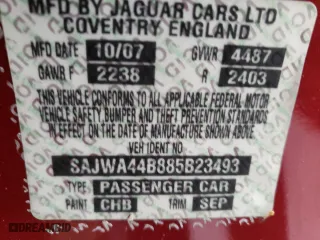 MFD BY JAGUAR CARS LTD
COVENTRY ENGLAND
MFD DATE 10/07 GVWR 4487
GAWR F 2238 R 2403
THIS VEHICLE CONFORMS TO ALL APPLICABLE FEDERAL MOTOR
VEHICLE SAFETY BUMPER AND THEFT PREVENTION STANDARDS
IN EFFECT ON THE DATE OF MANUFACTURE SHOWN ABOVE
VEH IDENT NO
SAJWA44B885B23493
TYPE PASSENGER CAR
PAINT CHB TRIM SEP